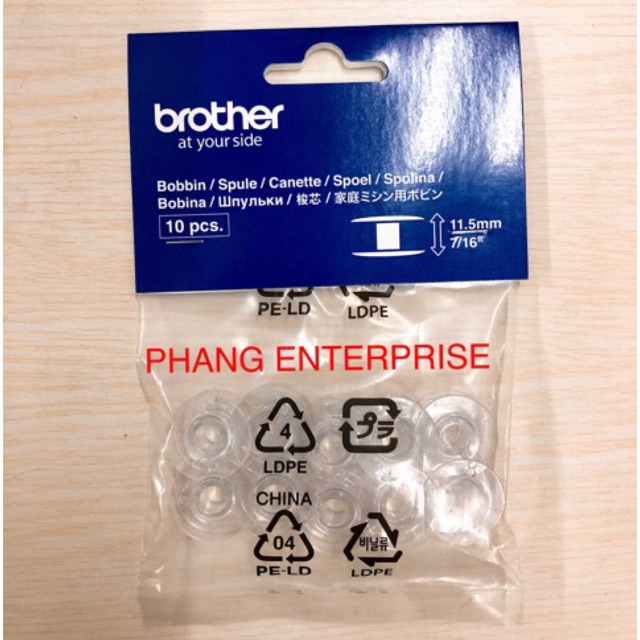 brother
at your side
Bobbin / Spule / Canette / Spoel / Spolina /
Bobina / Шпульки / 梭芯 / 家庭ミシン用ボビン
10 pcs.
11.5mm
7/16"
PE-LD
LDPE
PHANG ENTERPRISE
4
プラ
LDPE
CHINA
04
비닐류
PE-LD
LDPE